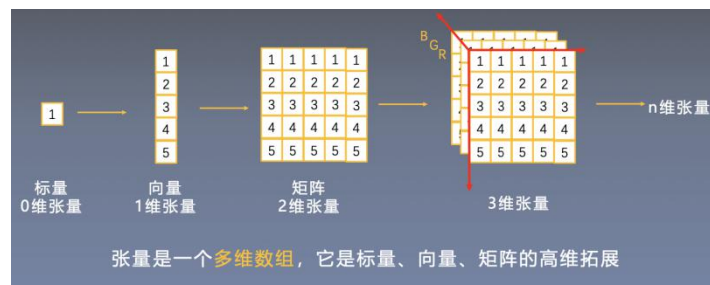 B
G
R
1 1 1 1 1 1 1 1 1 1 1 1
2 2 2 2 2 2 2 2 2 2 2
1 3 3 3 3 3 3 3 3 3 3 3 n维张量
4 4 4 4 4 4 4 4 4 4 4
5 5 5 5 5 5 5 5 5 5 5
标量 向量 矩阵
0维张量 1维张量 2维张量 3维张量
张量是一个多维数组，它是标量、向量、矩阵的高维拓展